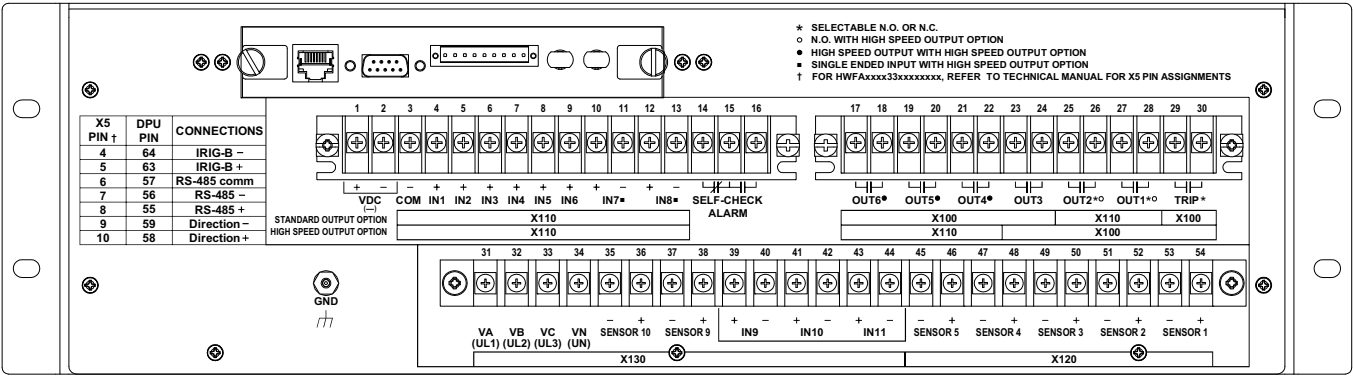 * SELECTABLE N.O. OR N.C.
○ N.O. WITH HIGH SPEED OUTPUT OPTION
● HIGH SPEED OUTPUT WITH HIGH SPEED OUTPUT OPTION
■ SINGLE ENDED INPUT WITH HIGH SPEED OUTPUT OPTION
† FOR HWFAxxxx33xxxxxxxx, REFER TO TECHNICAL MANUAL FOR X5 PIN ASSIGNMENTS
X5 PIN † DPU PIN CONNECTIONS
4 64 IRIG-B −
5 63 IRIG-B +
6 57 RS-485 comm
7 56 RS-485 −
8 55 RS-485 +
9 59 Direction −
10 58 Direction +
1 2 3 4 5 6 7 8 9 10 11 12 13 14 15 16
+ − − + + + + + + + − + −
VDC (—) COM IN1 IN2 IN3 IN4 IN5 IN6 IN7■ IN8■ SELF-CHECK ALARM
STANDARD OUTPUT OPTION X110
HIGH SPEED OUTPUT OPTION X110
17 18 19 20 21 22 23 24 25 26 27 28 29 30
OUT6● OUT5● OUT4● OUT3 OUT2*○ OUT1*○ TRIP*
X100 X110 X100
X110 X100
GND
31 32 33 34 35 36 37 38 39 40 41 42 43 44 45 46 47 48 49 50 51 52 53 54
− + − + + − + − + − − + − + − + − + − +
VA (UL1) VB (UL2) VC (UL3) VN (UN) SENSOR 10 SENSOR 9 IN9 IN10 IN11 SENSOR 5 SENSOR 4 SENSOR 3 SENSOR 2 SENSOR 1
X130 X120